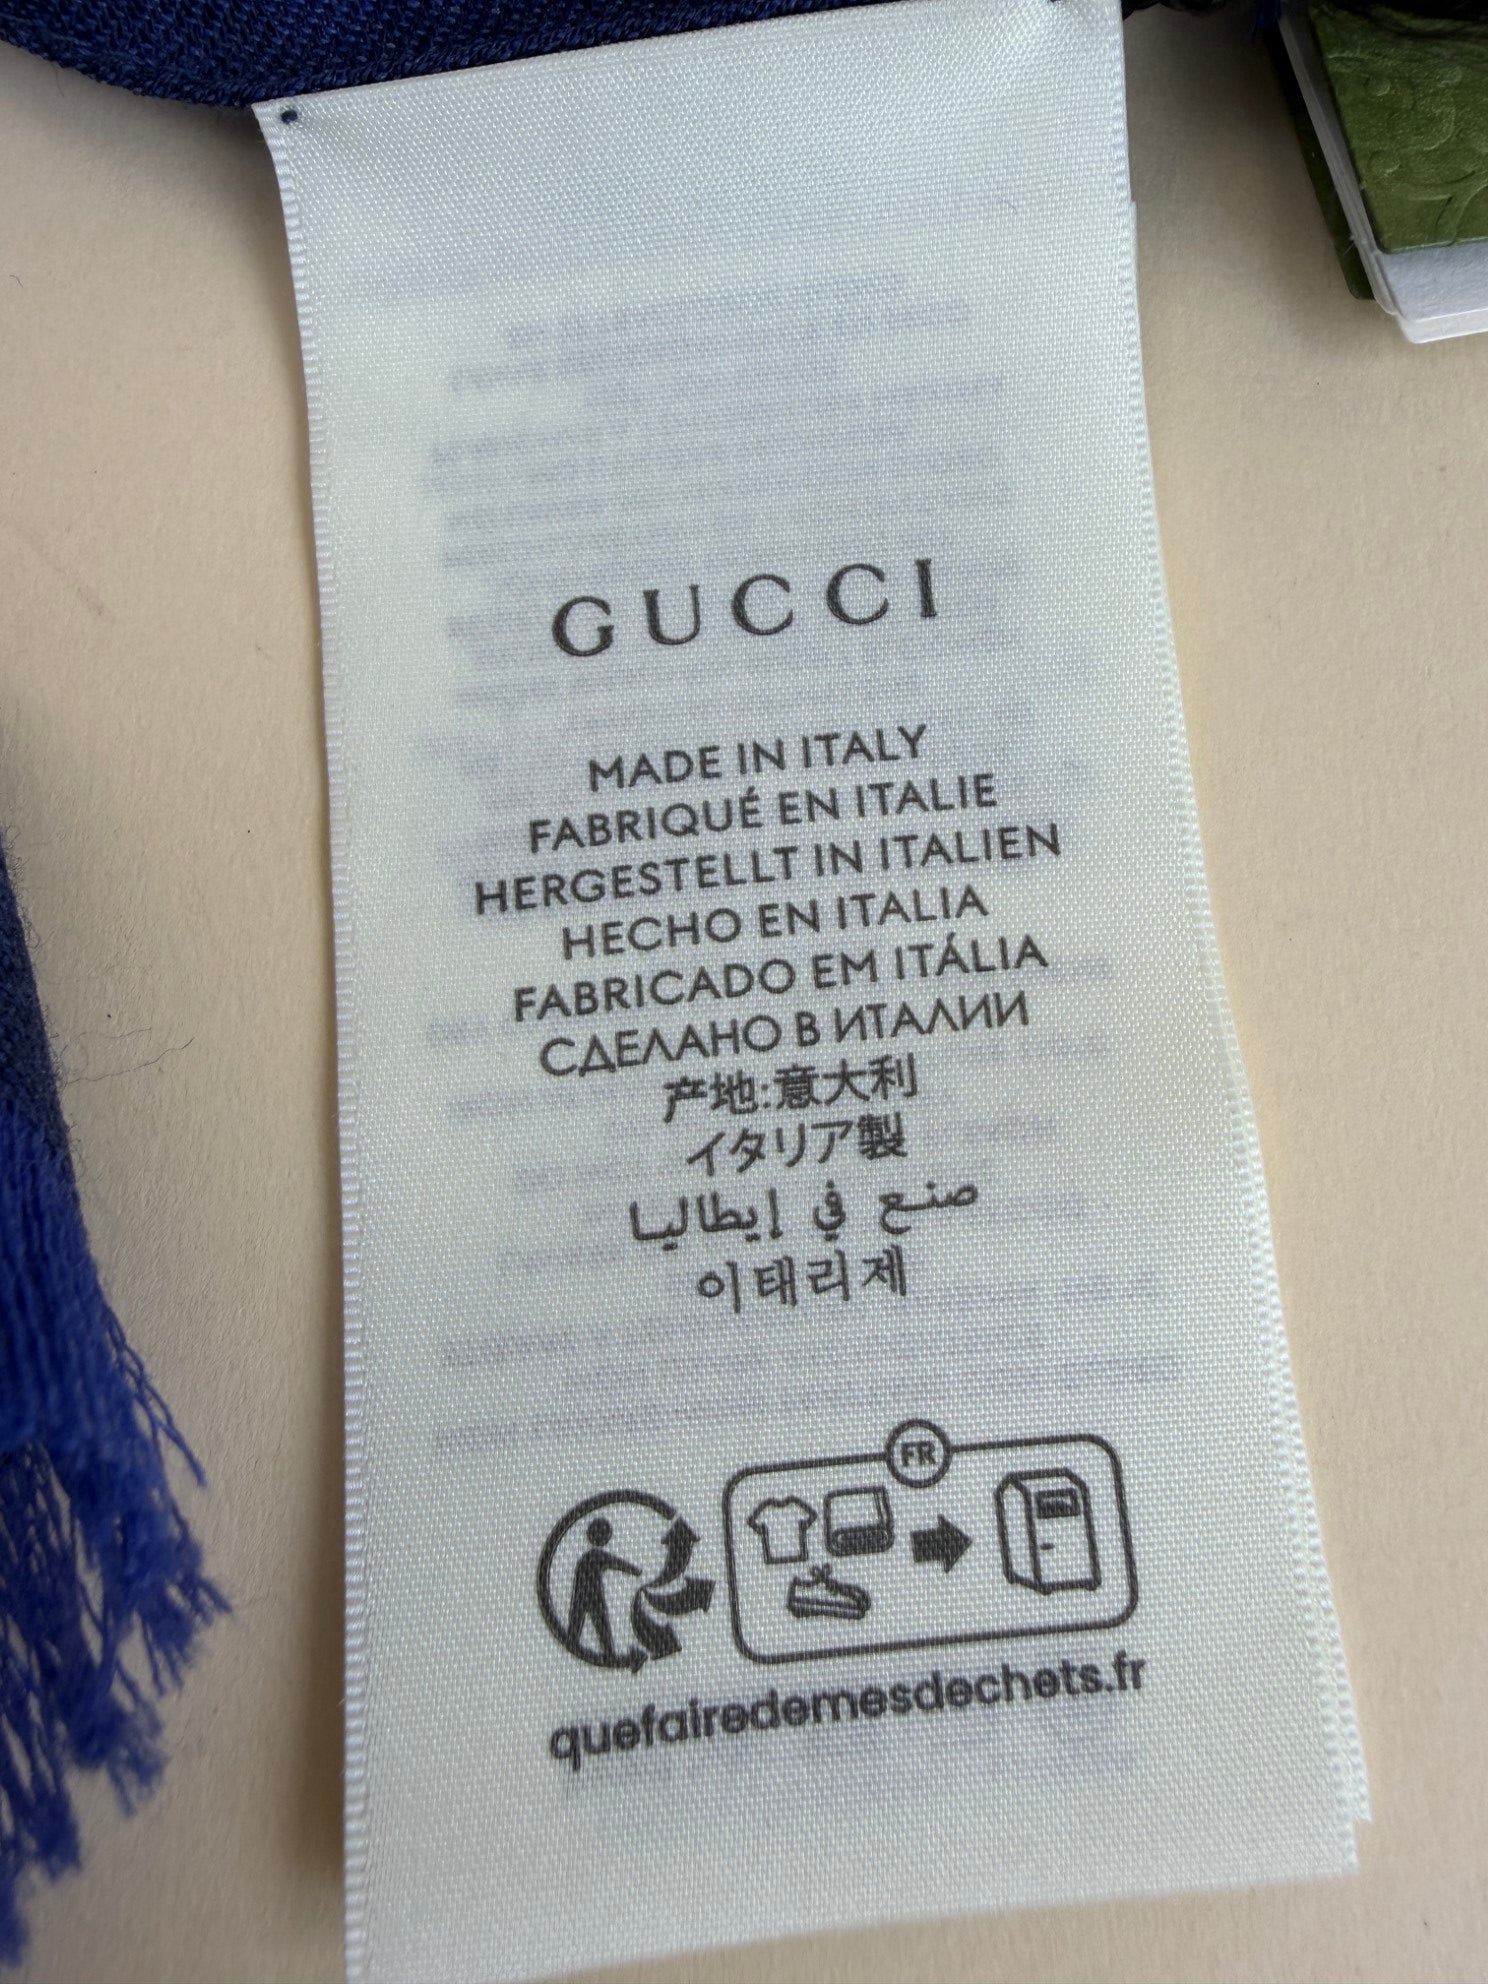 GUCCI
MADE IN ITALY
FABRIQUÉ EN ITALIE
HERGESTELLT IN ITALIEN
HECHO EN ITALIA
FABRICADO EM ITÁLIA
СДЕЛАНО В ИТАЛИИ
产地:意大利
イタリア製
صنع في إيطاليا
이태리제
FR
quefairedemesdechets.fr